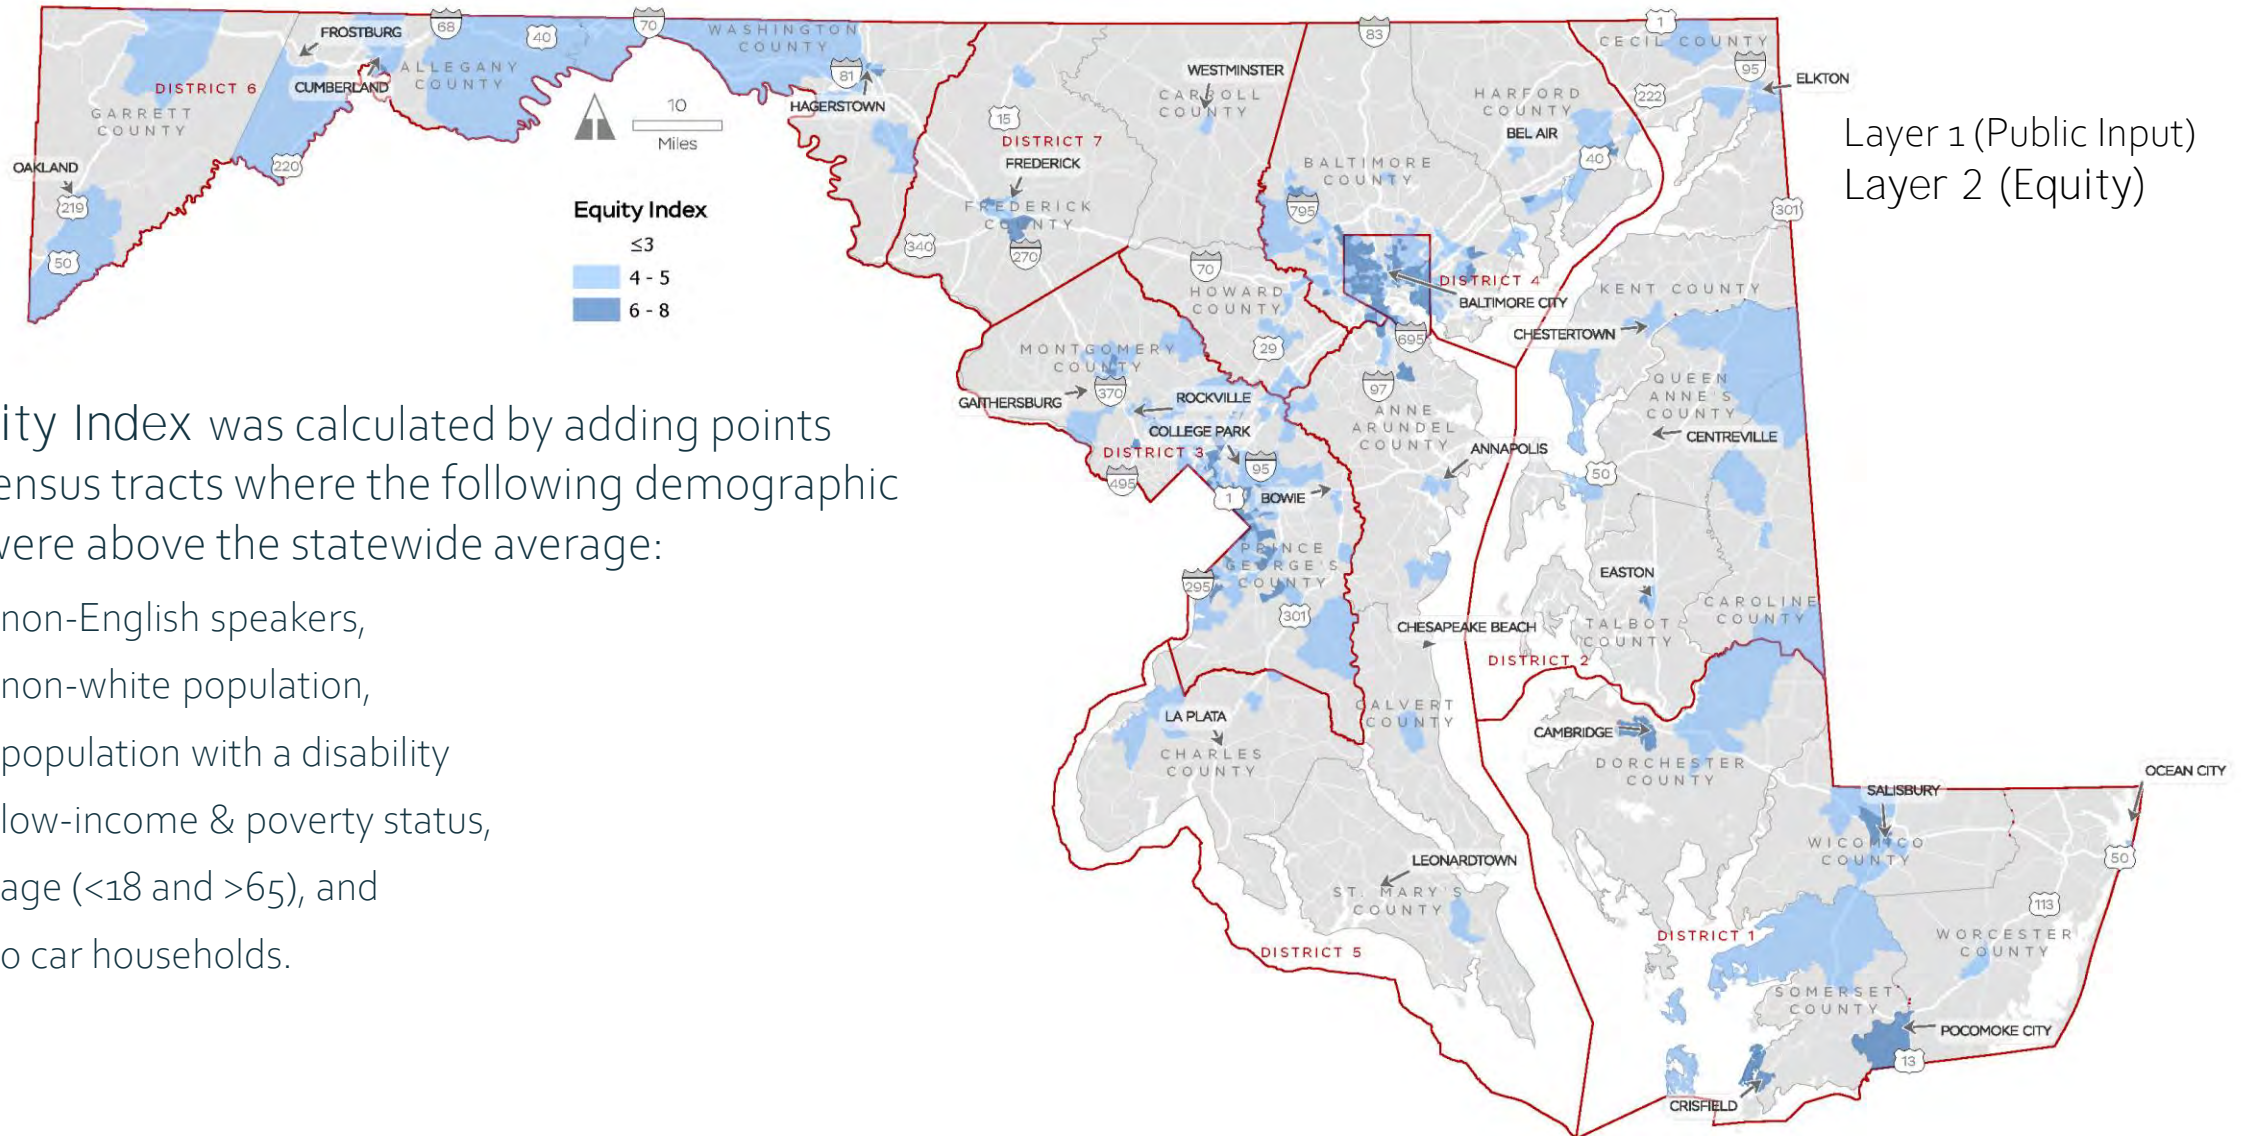 Layer 1 (Public Input)
Layer 2 (Equity)
ity Index was calculated by adding points
ensus tracts where the following demographic
were above the statewide average:
non-English speakers,
non-white population,
population with a disability
low-income & poverty status,
age (<18 and >65), and
o car households.
Equity Index
≤3
4 - 5
6 - 8
10
Miles
FROSTBURG
68
40
70
WASHINGTON
COUNTY
81
HAGERSTOWN
DISTRICT 6
CUMBERLAND
ALLEGANY
COUNTY
GARRETT
COUNTY
OAKLAND
219
220
50
15
DISTRICT 7
FREDERICK
FREDERICK
COUNTY
270
340
WESTMINSTER
CARROLL
COUNTY
83
HARFORD
COUNTY
BEL AIR
40
BALTIMORE
COUNTY
795
CECIL COUNTY
1
95
222
ELKTON
301
70
HOWARD
COUNTY
29
DISTRICT 4
BALTIMORE CITY
695
KENT COUNTY
CHESTERTOWN
MONTGOMERY
COUNTY
370
GAITHERSBURG
ROCKVILLE
COLLEGE PARK
DISTRICT 3
495
95
1
BOWIE
97
ANNE
ARUNDEL
COUNTY
ANNAPOLIS
QUEEN
ANNE'S
COUNTY
CENTREVILLE
50
PRINCE
GEORGE'S
COUNTY
295
301
EASTON
TALBOT
COUNTY
CAROLINE
COUNTY
CHESAPEAKE BEACH
DISTRICT 2
LA PLATA
CHARLES
COUNTY
CALVERT
COUNTY
CAMBRIDGE
DORCHESTER
COUNTY
SALISBURY
OCEAN CITY
WICOMICO
COUNTY
50
LEONARDTOWN
ST. MARY'S
COUNTY
DISTRICT 5
DISTRICT 1
113
WORCESTER
COUNTY
SOMERSET
COUNTY
POCOMOKE CITY
13
CRISFIELD